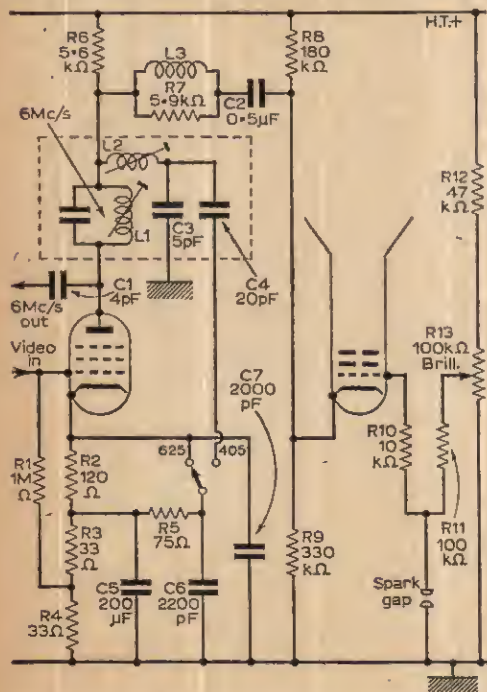 H.T.+
R6
5·6
kΩ
L3
R7
5·9kΩ
C2
0·5μF
R8
180
kΩ
6Mc/s
L2
L1
C3
5pF
C4
20pF
R12
47
kΩ
C1
4pF
6Mc/s
out
Video
in
C7
2000
pF
R13
100kΩ
Brill.
R1
1M
Ω
R2
120
Ω
625
405
R10
10
kΩ
R11
100
kΩ
R3
33
Ω
R5
75Ω
R9
330
kΩ
Spark
gap
R4
33Ω
C5
200
μF
C6
2200
pF